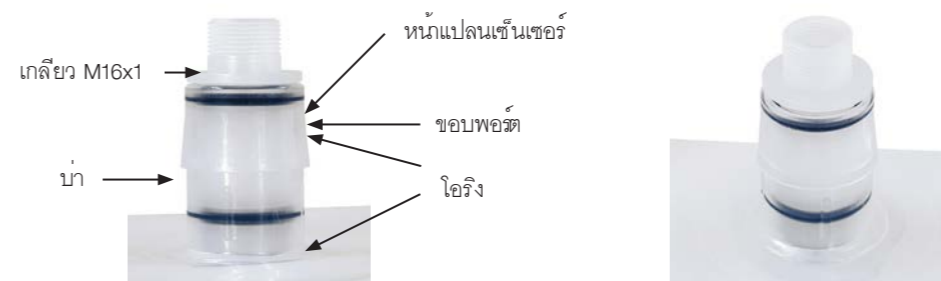 หน้าแปลนเซ็นเซอร์
เกลียว M16x1
ขอบพอร์ต
บ่า
โอริง